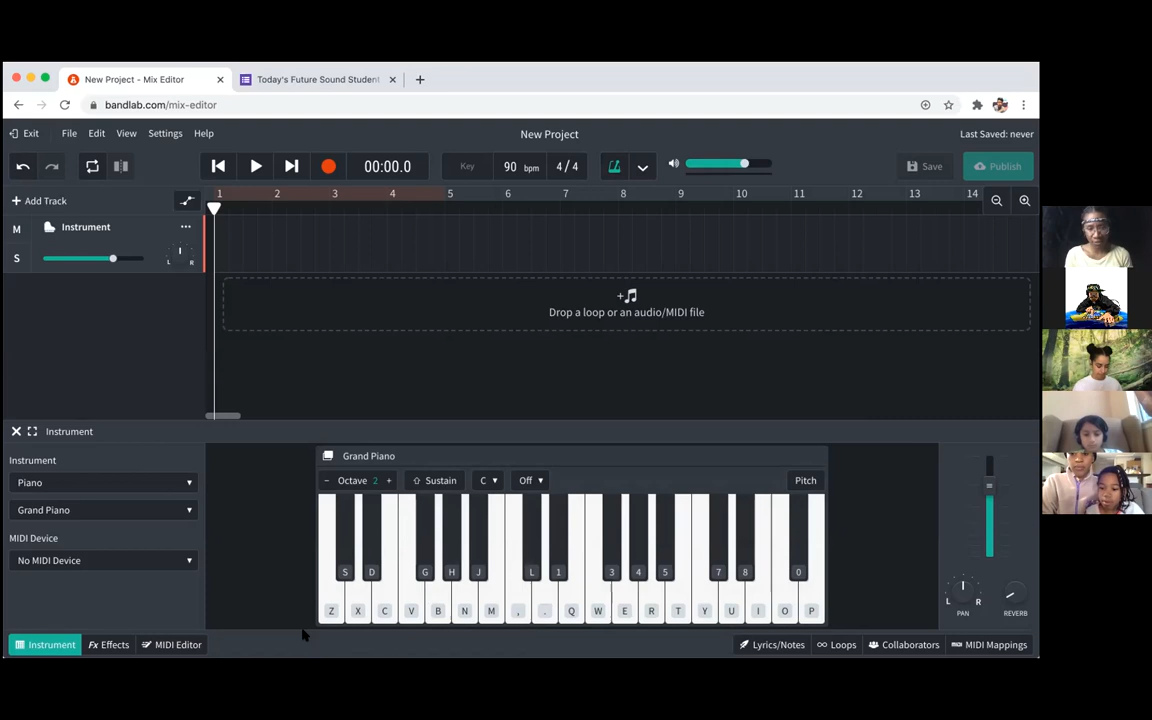 New Project - Mix Editor
Today's Future Sound Student
bandlab.com/mix-editor
Exit File Edit View Settings Help
New Project
Last Saved: never
00:00.0
Key
90 bpm
4/4
Save
Publish
Add Track
1 2 3 4 5 6 7 8 9 10 11 12 13 14
M Instrument
S L R
Drop a loop or an audio/MIDI file
Instrument
Instrument
Piano
Grand Piano
MIDI Device
No MIDI Device
Grand Piano
Octave 2 + Sustain C Off Pitch
S D G H J L 1 3 4 5 7 8 0
Z X C V B N M , . Q W E R T Y U I O P
L R
PAN REVERB
Instrument Fx Effects MIDI Editor
Lyrics/Notes Loops Collaborators MIDI Mappings